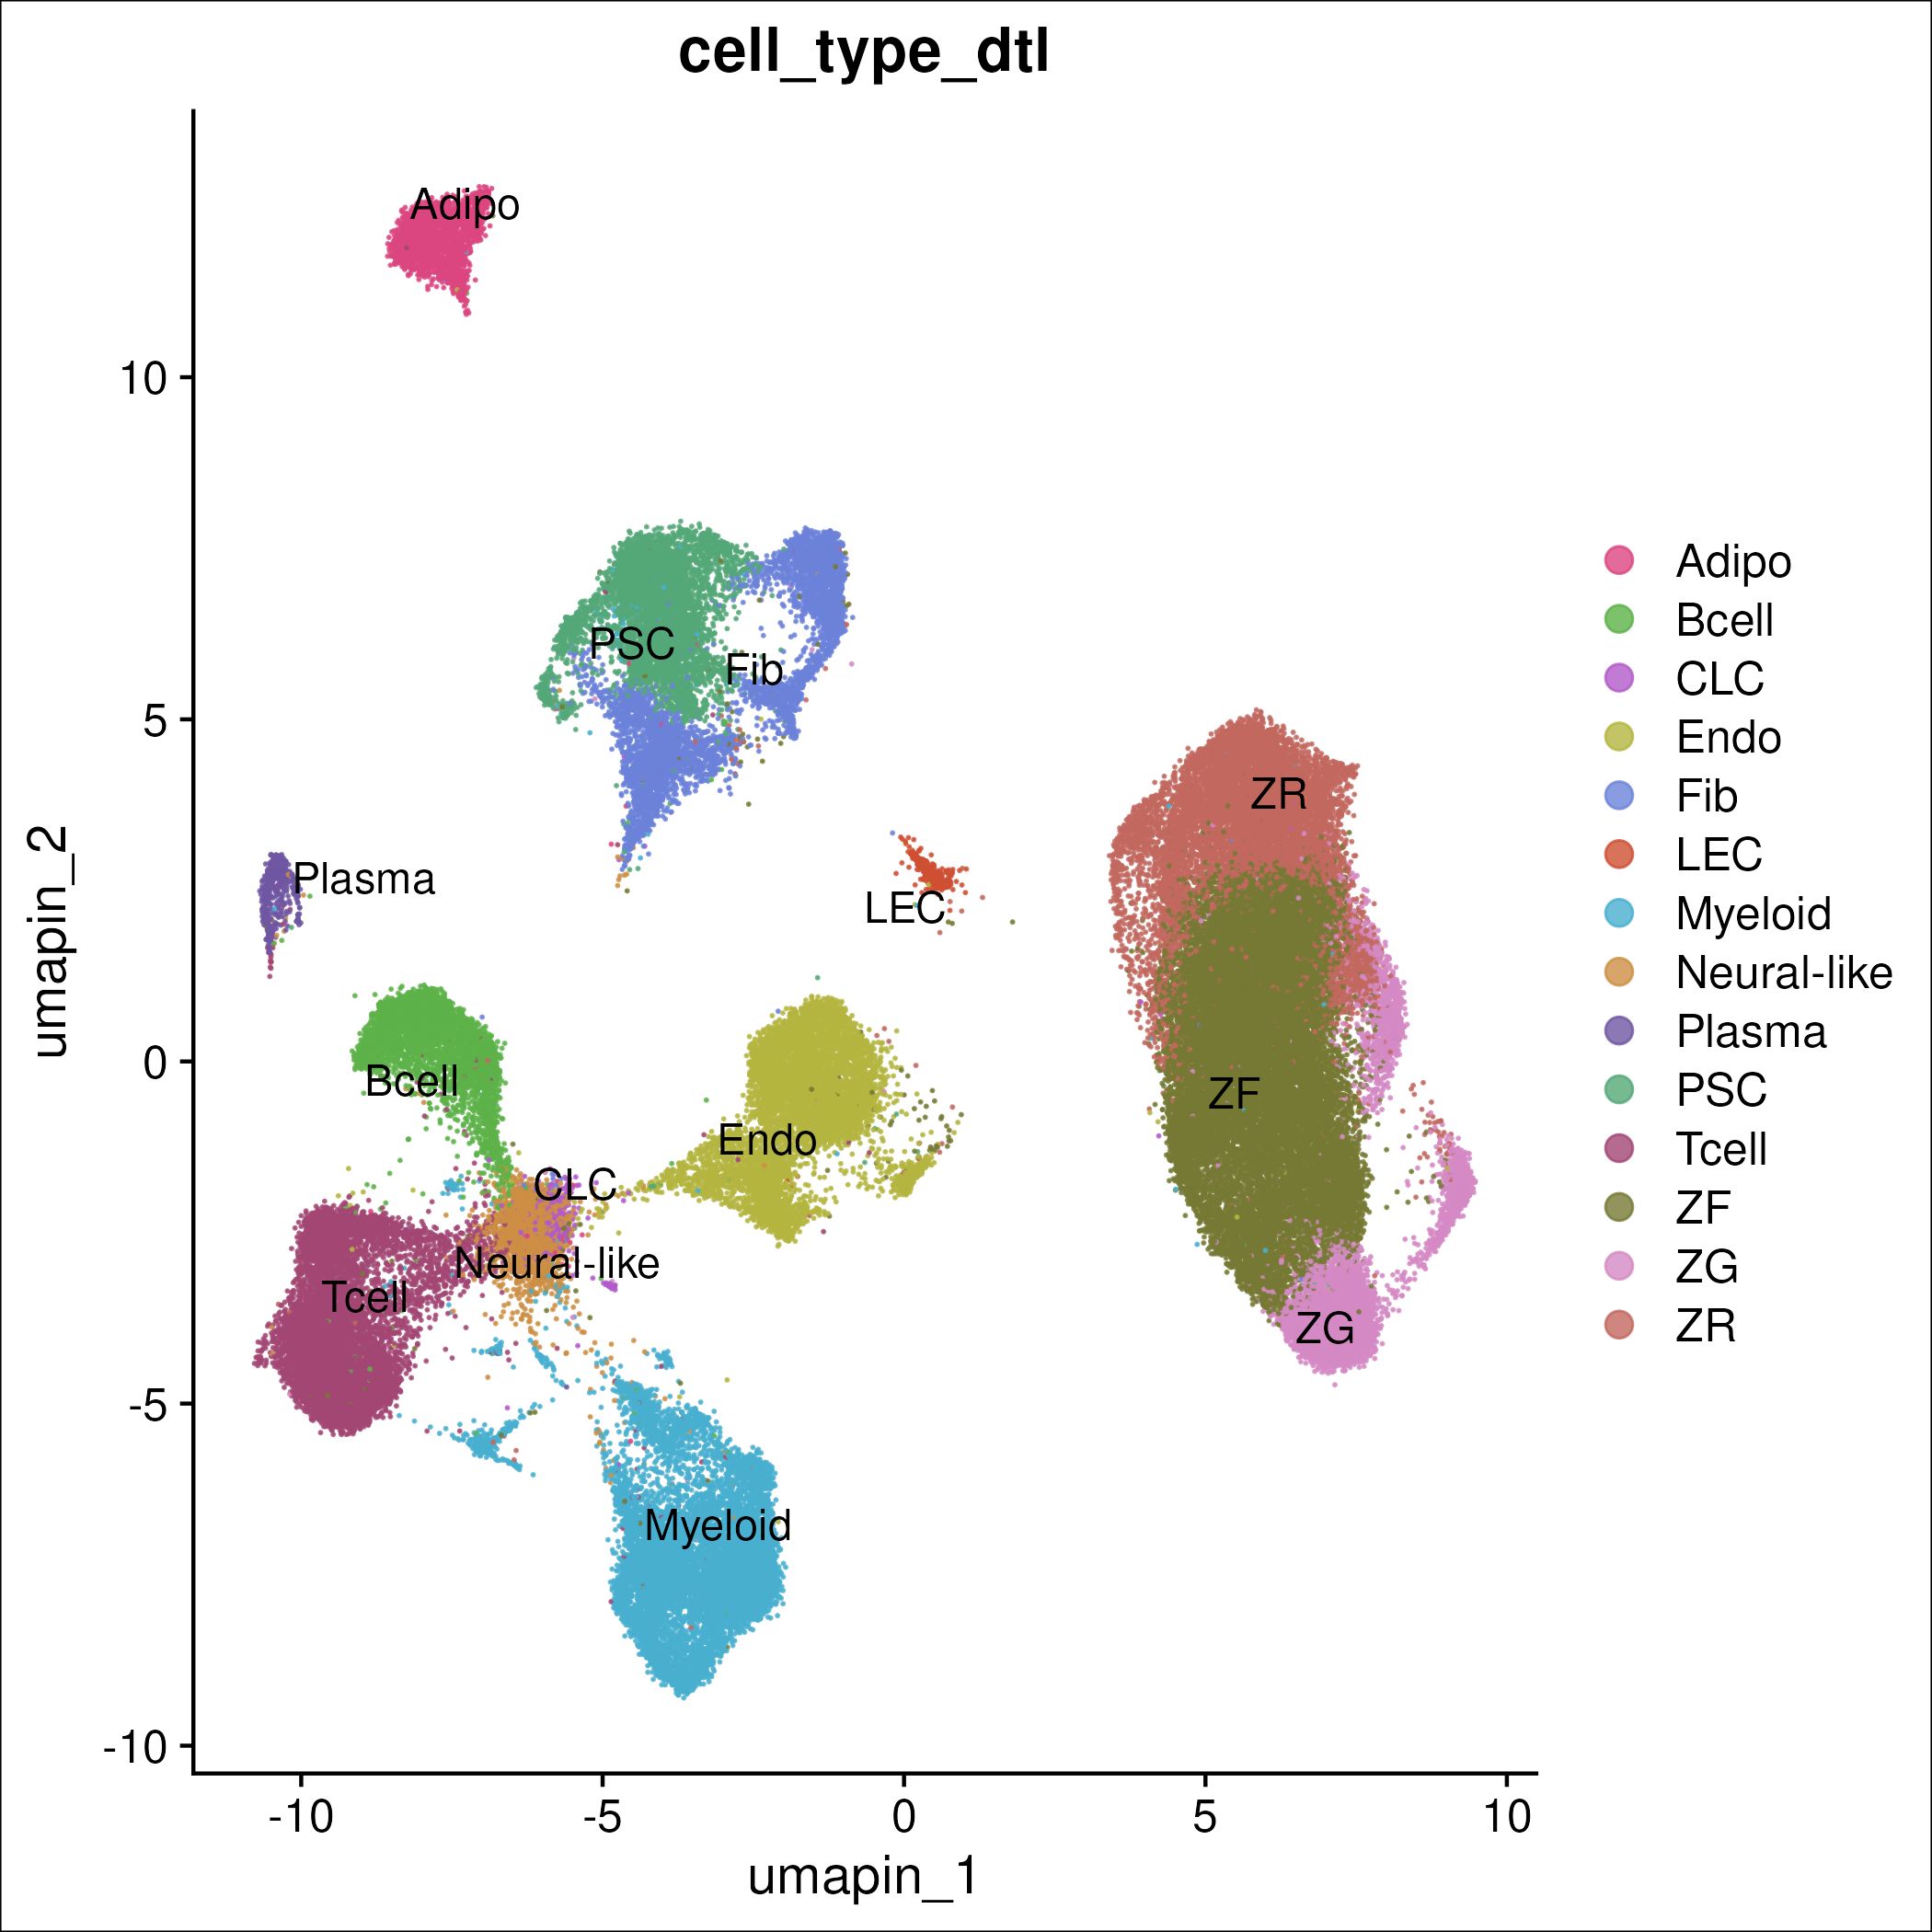 cell_type_dtl
Adipo
10
PSC
Fib
5
ZR
Plasma
LEC
umapin_2
0
Bcell
ZF
Endo
CLC
Neural-like
Tcell
ZG
-5
Myeloid
-10
-10 -5 0 5 10
umapin_1
Adipo
Bcell
CLC
Endo
Fib
LEC
Myeloid
Neural-like
Plasma
PSC
Tcell
ZF
ZG
ZR